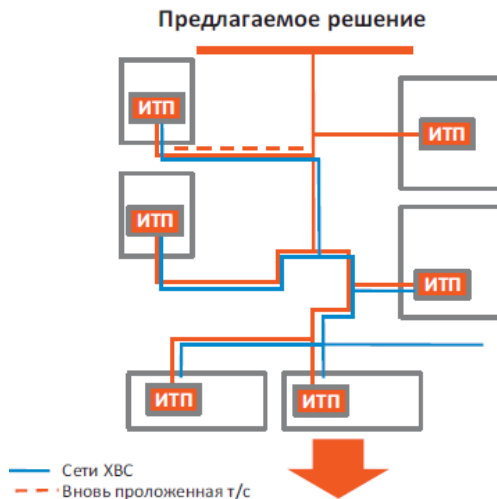 Предлагаемое решение
ИТП
ИТП
ИТП
ИТП
ИТП
ИТП
Сети ХВС
Вновь проложенная т/с